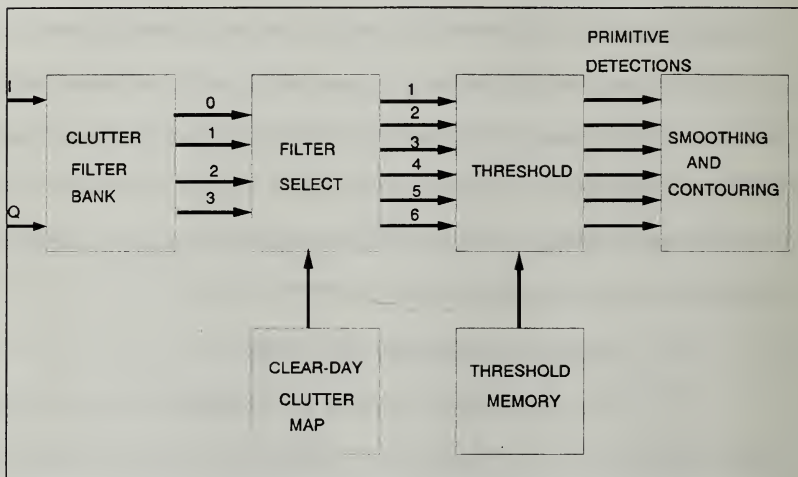 PRIMITIVE
DETECTIONS
I
Q
CLUTTER
FILTER
BANK
0
1
2
3
FILTER
SELECT
1
2
3
4
5
6
THRESHOLD
SMOOTHING
AND
CONTOURING
CLEAR-DAY
CLUTTER
MAP
THRESHOLD
MEMORY